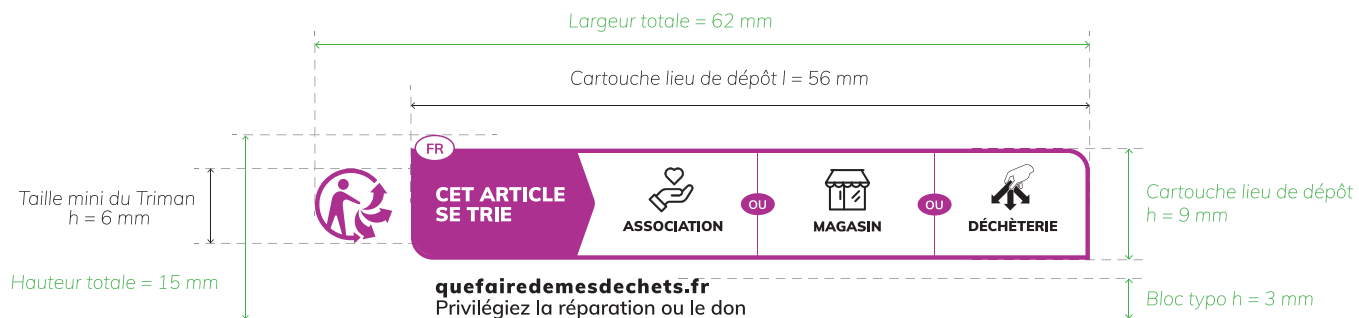 Largeur totale = 62 mm
Cartouche lieu de dépôt l = 56 mm
FR
Taille mini du Triman
h = 6 mm
CET ARTICLE
SE TRIE
ASSOCIATION
OU
MAGASIN
OU
DÉCHÈTERIE
Cartouche lieu de dépôt
h = 9 mm
Hauteur totale = 15 mm
quefairedemesdechets.fr
Privilégiez la réparation ou le don
Bloc typo h = 3 mm